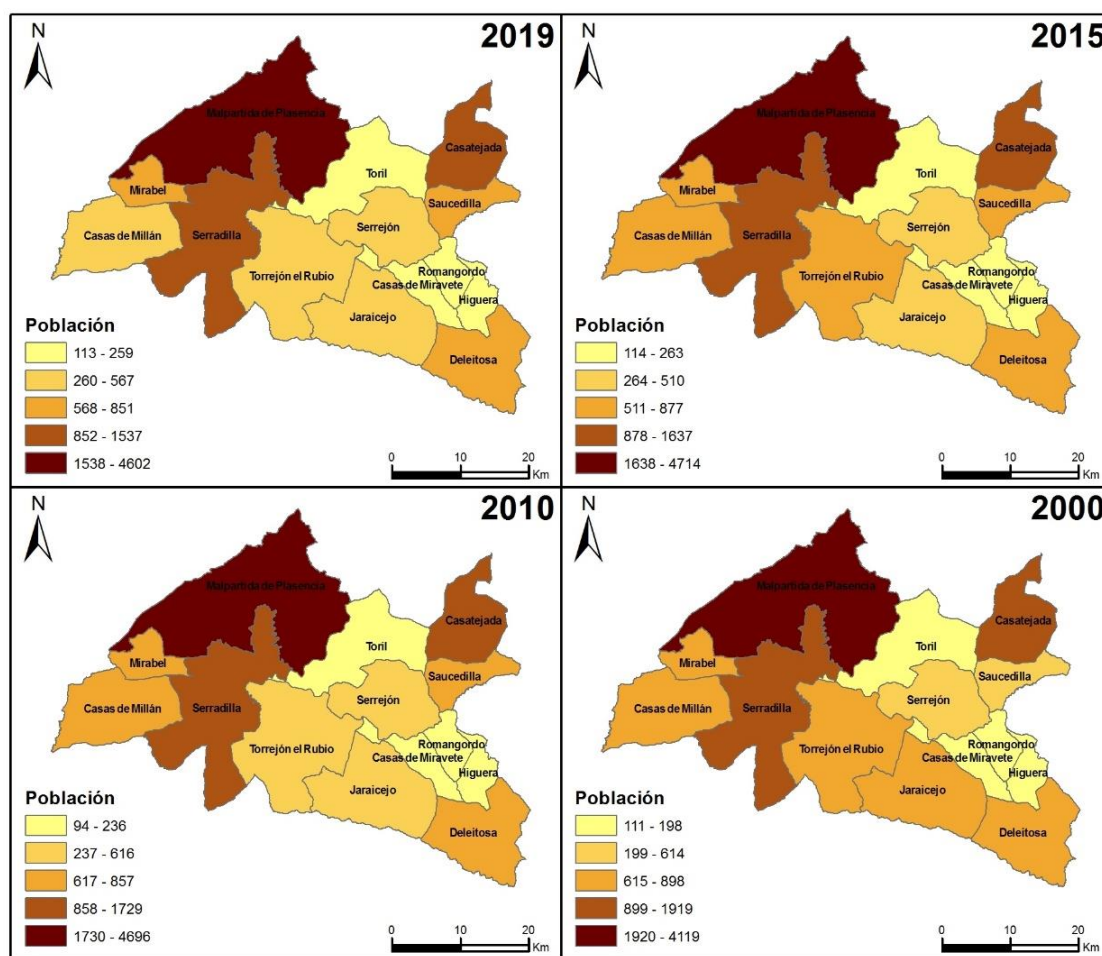 N
2019
Malpartida de Plasencia
Casatejada
Toril
Mirabel
Saucedilla
Serrejón
Casas de Millán
Serradilla
Torrejón el Rubio
Romangordo
Casas de Miravete
Higuera
Jaraicejo
Deleitosa
Población
113 - 259
260 - 567
568 - 851
852 - 1537
1538 - 4602
0 10 20
Km
N
2015
Malpartida de Plasencia
Casatejada
Toril
Mirabel
Saucedilla
Serrejón
Casas de Millán
Serradilla
Torrejón el Rubio
Romangordo
Casas de Miravete
Higuera
Jaraicejo
Deleitosa
Población
114 - 263
264 - 510
511 - 877
878 - 1637
1638 - 4714
0 10 20
Km
N
2010
Malpartida de Plasencia
Casatejada
Toril
Mirabel
Saucedilla
Serrejón
Casas de Millán
Serradilla
Torrejón el Rubio
Romangordo
Casas de Miravete
Higuera
Jaraicejo
Deleitosa
Población
94 - 236
237 - 616
617 - 857
858 - 1729
1730 - 4696
0 10 20
Km
N
2000
Malpartida de Plasencia
Casatejada
Toril
Mirabel
Saucedilla
Serrejón
Casas de Millán
Serradilla
Torrejón el Rubio
Romangordo
Casas de Miravete
Higuera
Jaraicejo
Deleitosa
Población
111 - 198
199 - 614
615 - 898
899 - 1919
1920 - 4119
0 10 20
Km